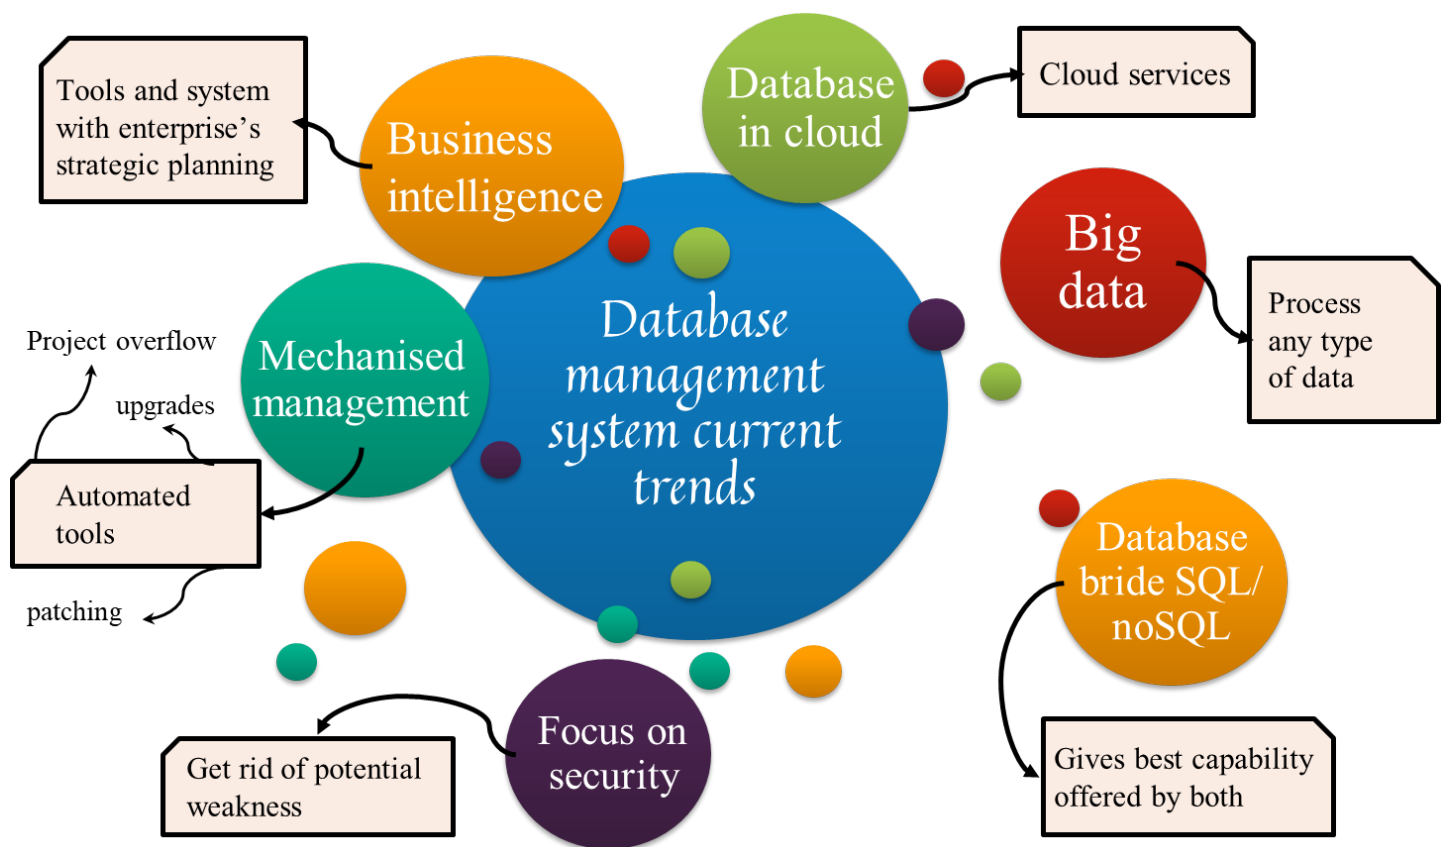 Tools and system
with enterprise's
strategic planning
Business
intelligence
Database
in cloud
Cloud services
Big
data
Process
any type
of data
Database
management
system current
trends
Mechanised
management
Project overflow
upgrades
Automated
tools
patching
Focus on
security
Get rid of potential
weakness
Database
bride SQL/
noSQL
Gives best capability
offered by both